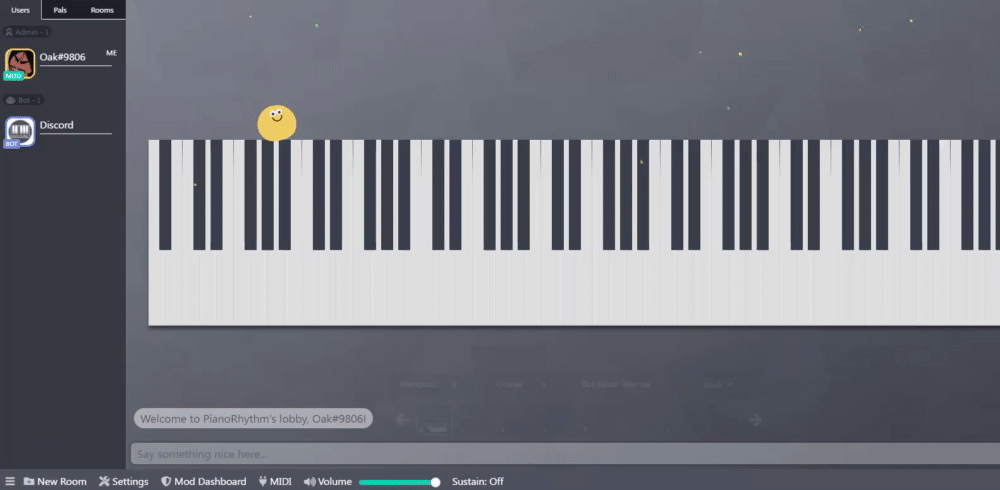 Users Pals Rooms
Admin - 1
Oak#9806 ME
MIDI
Bot - 1
Discord
BOT
Welcome to PianoRhythm's lobby, Oak#9806!
Say something nice here...
New Room Settings Mod Dashboard MIDI Volume Sustain: Off